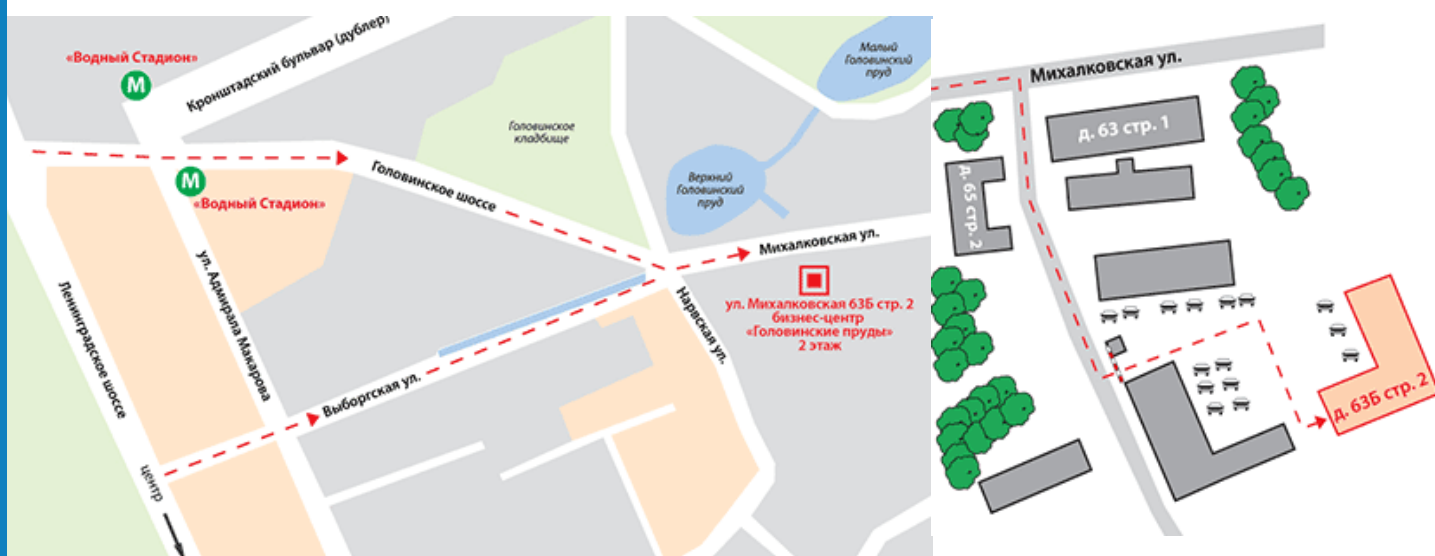 «Водный Стадион»
М
Кронштадский бульвар (дублер)
Малый
Головинский
пруд
Головинское
кладбище
М
«Водный Стадион»
Головинское шоссе
Верхний
Головинский
пруд
Михалковская ул.
ул. Михалковская 63Б стр. 2
бизнес-центр
«Головинские пруды»
2 этаж
Нарвская ул.
ул. Адмирала Макарова
Ленинградское шоссе
Выборгская ул.
центр
Михалковская ул.
д. 63 стр. 1
д. 65 стр. 2
д. 63Б стр. 2